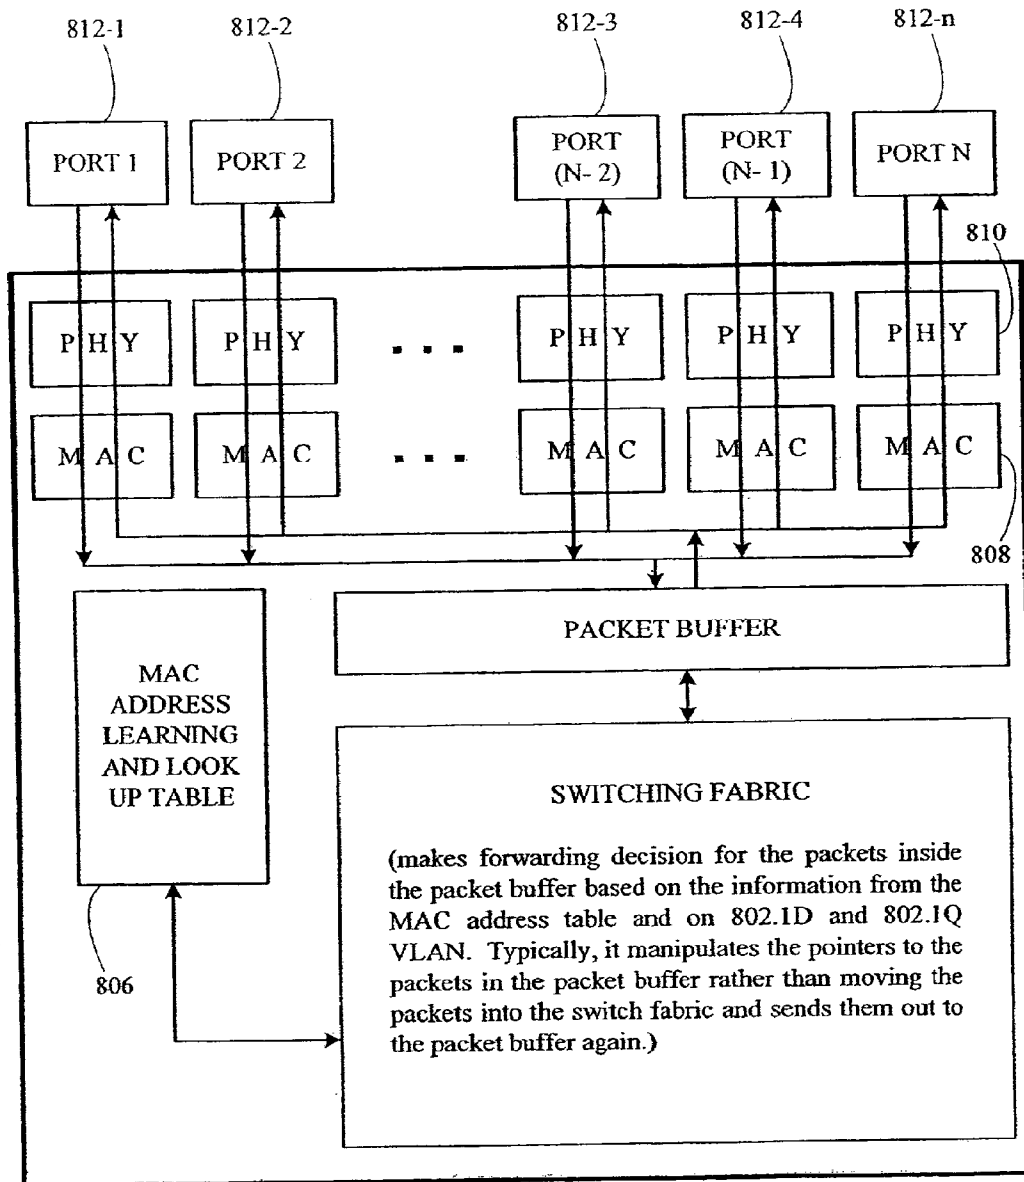 812-1 812-2 812-3 812-4 812-n
PORT 1 PORT 2 PORT (N- 2) PORT (N- 1) PORT N
810
P H Y P H Y ▪ ▪ ▪ P H Y P H Y P H Y
M A C M A C ▪ ▪ ▪ M A C M A C M A C
808
PACKET BUFFER
MAC
ADDRESS
LEARNING
AND LOOK
UP TABLE
806
SWITCHING FABRIC
(makes forwarding decision for the packets inside
the packet buffer based on the information from the
MAC address table and on 802.1D and 802.1Q
VLAN. Typically, it manipulates the pointers to the
packets in the packet buffer rather than moving the
packets into the switch fabric and sends them out to
the packet buffer again.)